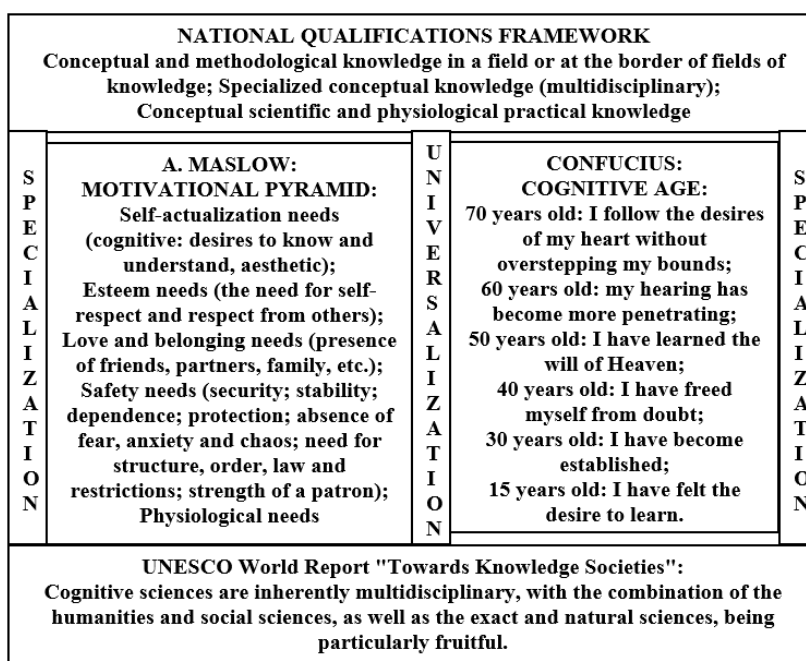 NATIONAL QUALIFICATIONS FRAMEWORK
Conceptual and methodological knowledge in a field or at the border of fields of
knowledge; Specialized conceptual knowledge (multidisciplinary);
Conceptual scientific and physiological practical knowledge
SPECIALIZATION
A. MASLOW:
MOTIVATIONAL PYRAMID:
Self-actualization needs
(cognitive: desires to know and
understand, aesthetic);
Esteem needs (the need for self-
respect and respect from others);
Love and belonging needs (presence
of friends, partners, family, etc.);
Safety needs (security; stability;
dependence; protection; absence of
fear, anxiety and chaos; need for
structure, order, law and
restrictions; strength of a patron);
Physiological needs
UNIVERSALIZATION
CONFUCIUS:
COGNITIVE AGE:
70 years old: I follow the desires
of my heart without
overstepping my bounds;
60 years old: my hearing has
become more penetrating;
50 years old: I have learned the
will of Heaven;
40 years old: I have freed
myself from doubt;
30 years old: I have become
established;
15 years old: I have felt the
desire to learn.
SPECIALIZATION
UNESCO World Report "Towards Knowledge Societies":
Cognitive sciences are inherently multidisciplinary, with the combination of the
humanities and social sciences, as well as the exact and natural sciences, being
particularly fruitful.